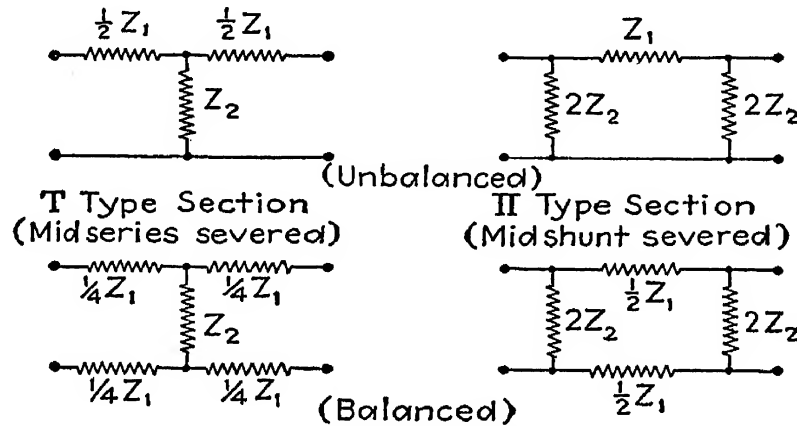 ½Z₁ ½Z₁
Z₂
Z₁
2Z₂ 2Z₂
(Unbalanced)
T Type Section
(Midseries severed)
II Type Section
(Midshunt severed)
¼Z₁ ¼Z₁
Z₂
¼Z₁ ¼Z₁
½Z₁
2Z₂ 2Z₂
½Z₁
(Balanced)